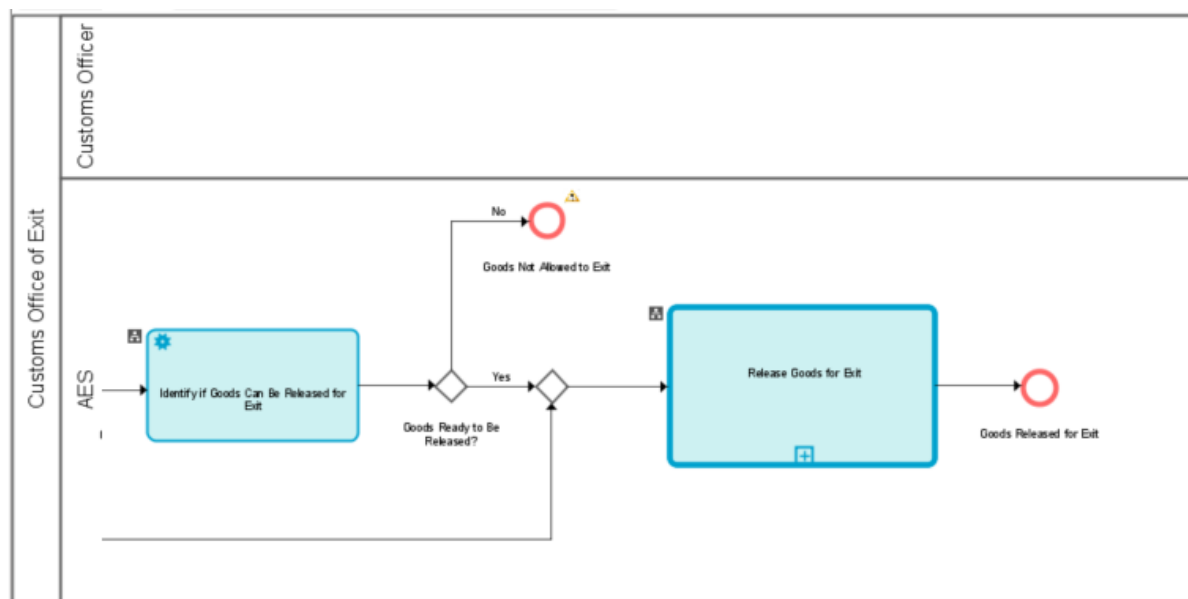 Customs Office of Exit
Customs Officer
AES
No
Goods Not Allowed to Exit
Identify if Goods Can Be Released for
Exit
Yes
Goods Ready to Be
Released?
Release Goods for Exit
Goods Released for Exit